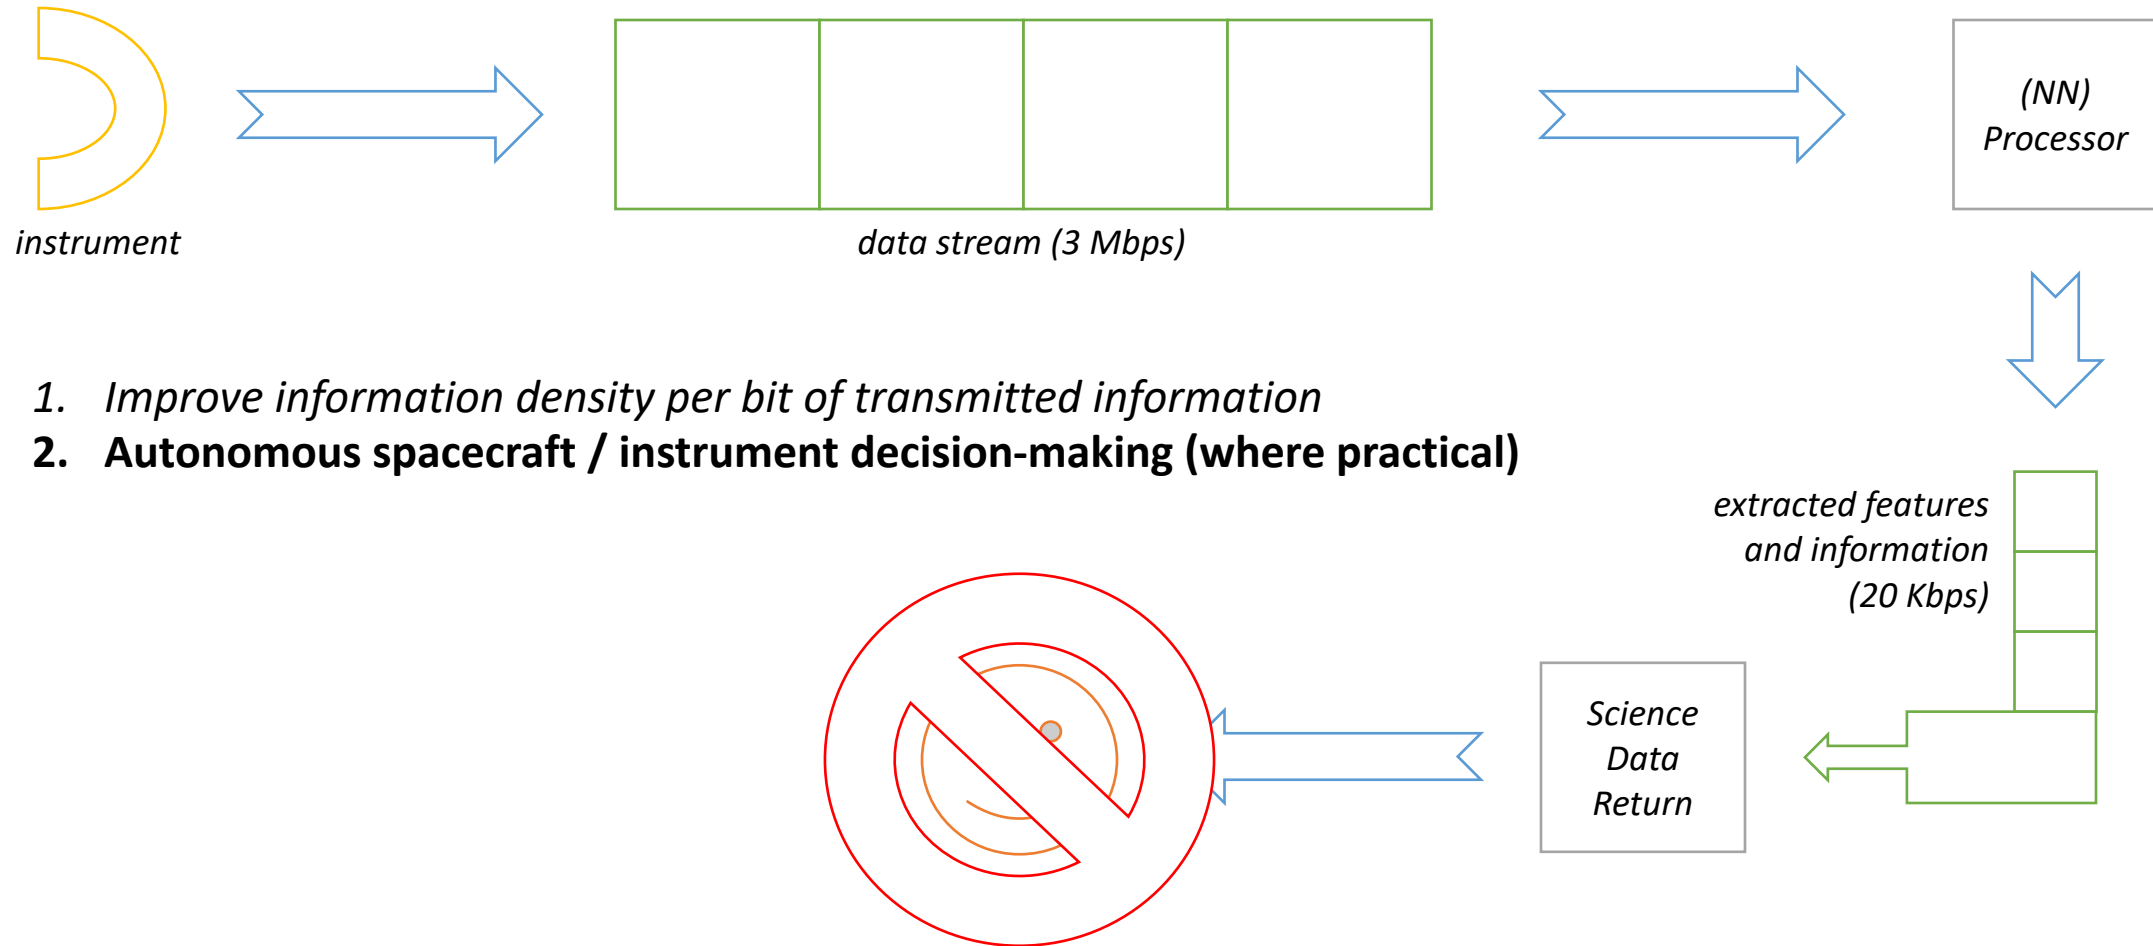 (NN)
Processor
instrument
data stream (3 Mbps)
1. Improve information density per bit of transmitted information
2. Autonomous spacecraft / instrument decision-making (where practical)
extracted features
and information
(20 Kbps)
Science
Data
Return